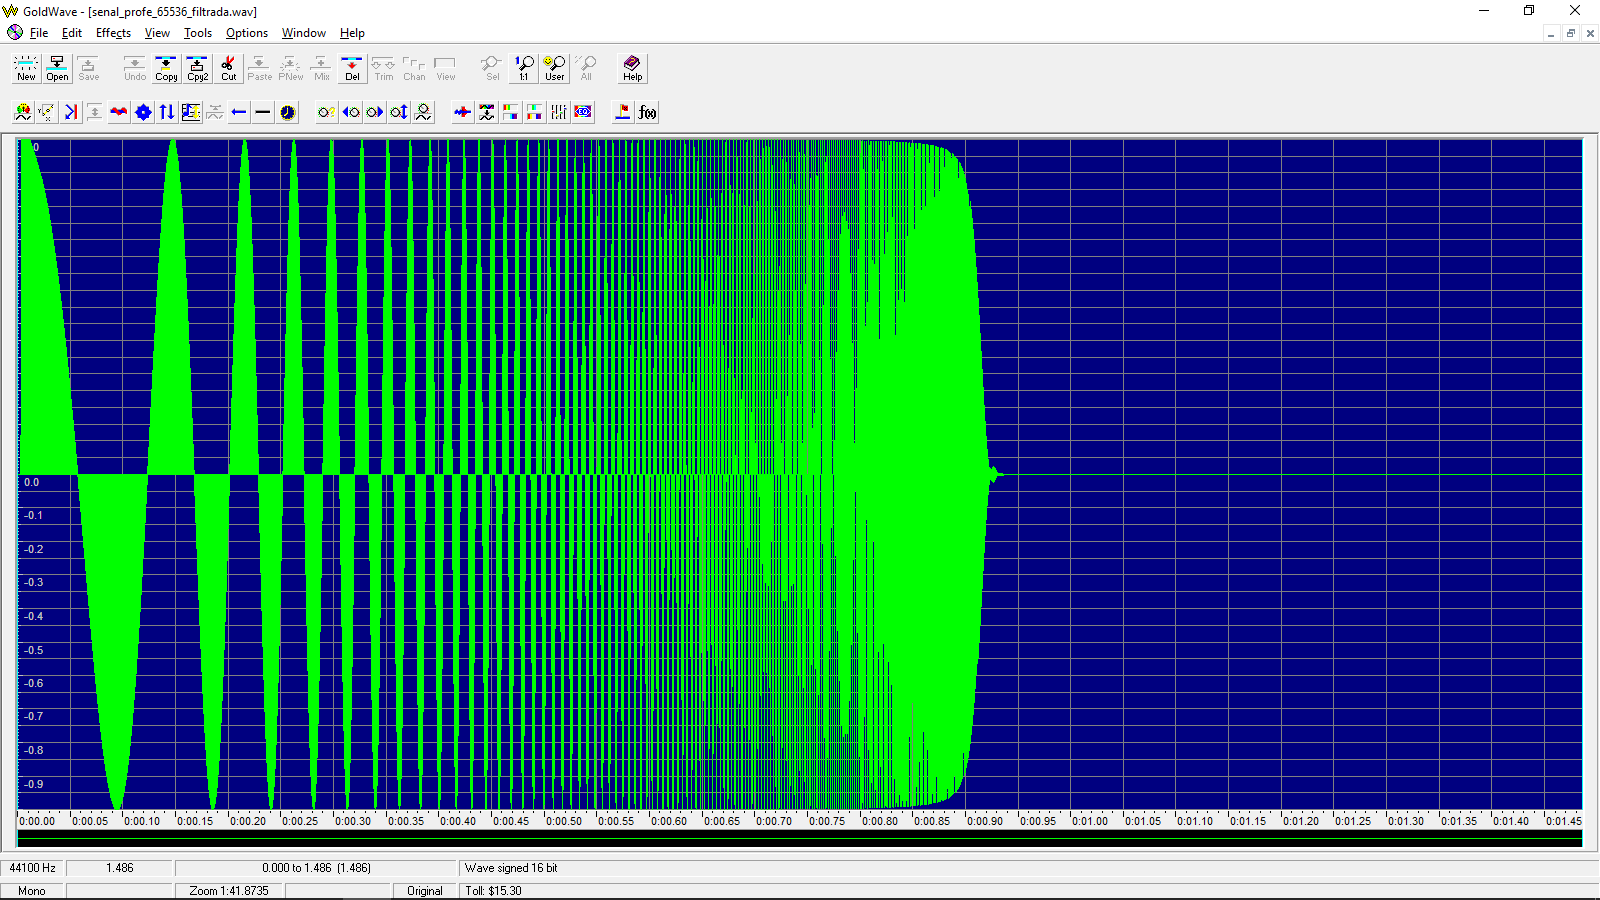 GoldWave - [senal_profe_65536_filtrada.wav]
File Edit Effects View Tools Options Window Help
New Open Save Undo Copy Cpy2 Cut Paste PNew Mix Del Trim Chan View Sel 1:1 User All Help
f(x)
0
0.0
-0.1
-0.2
-0.3
-0.4
-0.5
-0.6
-0.7
-0.8
-0.9
0:00.00 0:00.05 0:00.10 0:00.15 0:00.20 0:00.25 0:00.30 0:00.35 0:00.40 0:00.45 0:00.50 0:00.55 0:00.60 0:00.65 0:00.70 0:00.75 0:00.80 0:00.85 0:00.90 0:00.95 0:01.00 0:01.05 0:01.10 0:01.15 0:01.20 0:01.25 0:01.30 0:01.35 0:01.40 0:01.45
44100 Hz 1.486 0.000 to 1.486 (1.486) Wave signed 16 bit
Mono Zoom 1:41.8735 Original Toll: $15.30